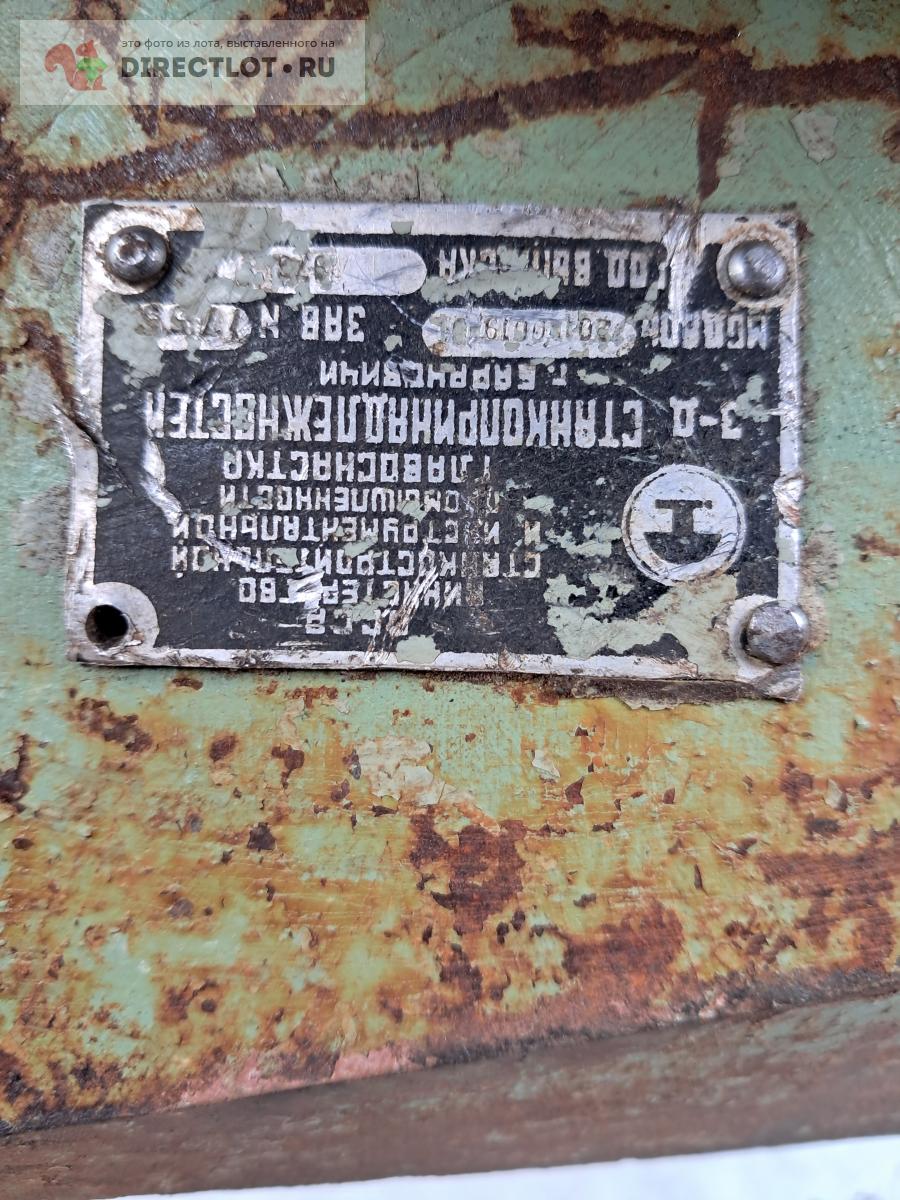 это фото из лота, выставленного на
DIRECTLOT.RU
СССР
МИНИСТЕРСТВО
СТАНКОСТРОИТЕЛЬНОЙ
И ИНСТРУМЕНТАЛЬНОЙ
ПРОМЫШЛЕННОСТИ
ГЛАВОСНАСТКА
З-Д СТАНКОПРИНАДЛЕЖНОСТЕЙ
Г. БАРАНОВИЧИ
МОДЕЛЬ ЗАВ N
ГОД ВЫПУСКА